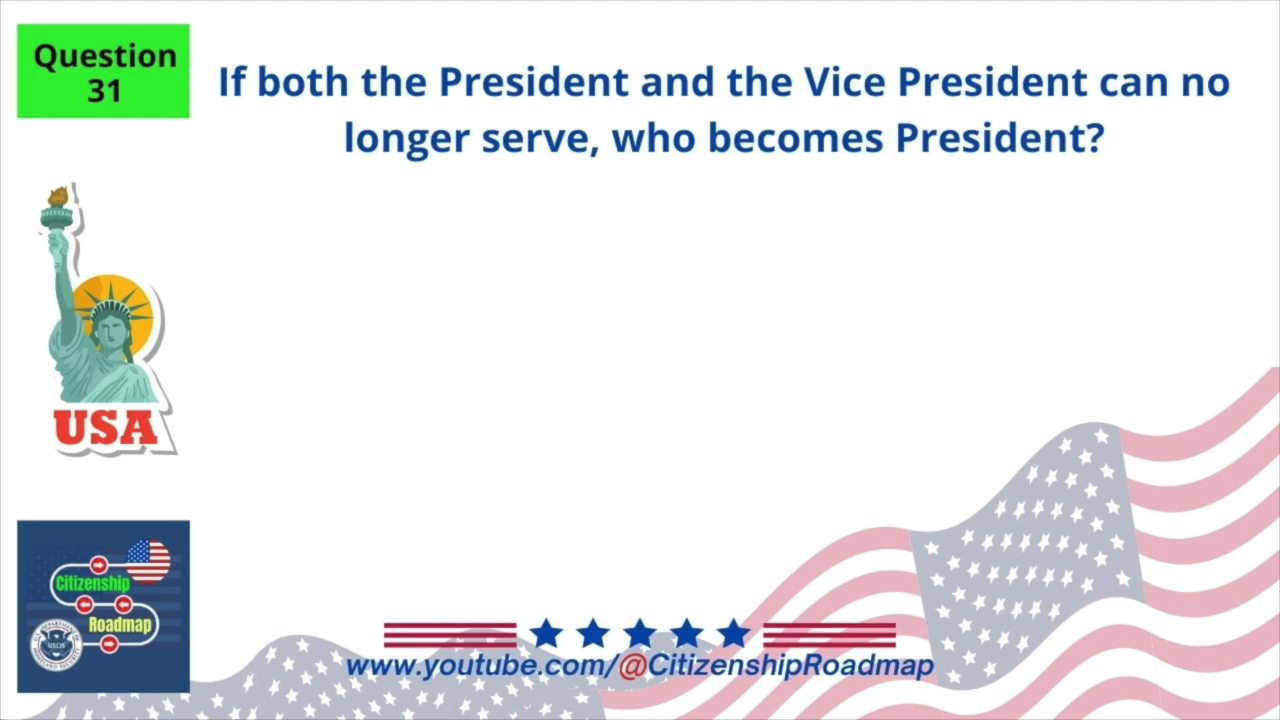 Question
31
If both the President and the Vice President can no
longer serve, who becomes President?
USA
Citizenship
Roadmap
USCIS
www.youtube.com/@CitizenshipRoadmap